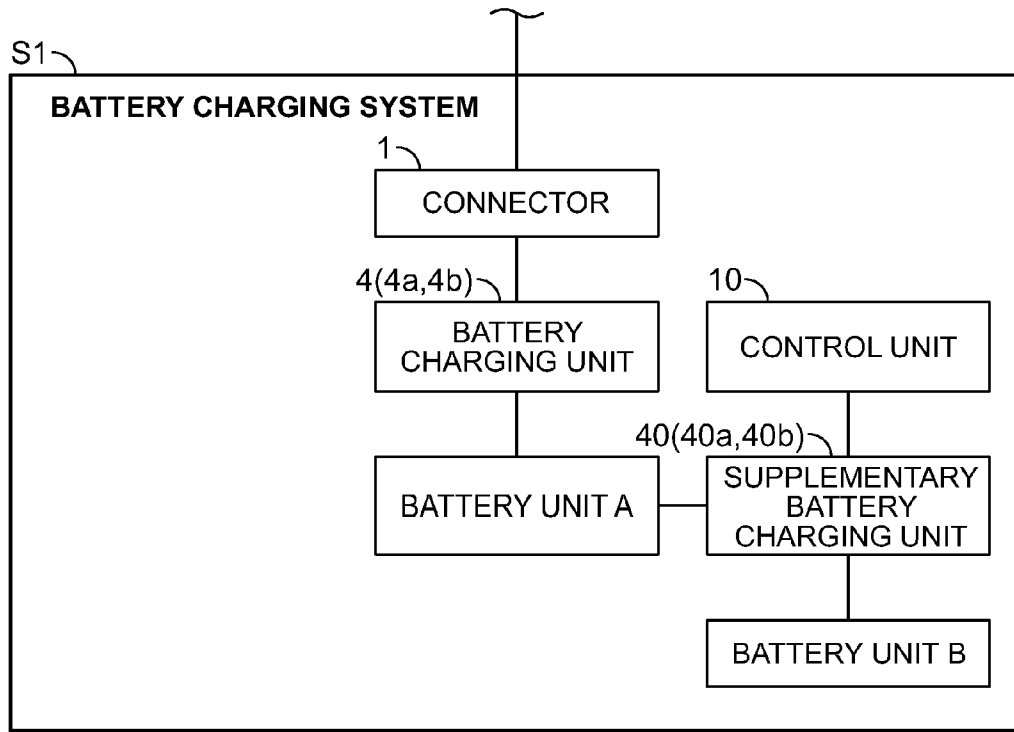 S1
BATTERY CHARGING SYSTEM
1
CONNECTOR
4(4a,4b)
BATTERY
CHARGING UNIT
10
CONTROL UNIT
BATTERY UNIT A
40(40a,40b)
SUPPLEMENTARY
BATTERY
CHARGING UNIT
BATTERY UNIT B